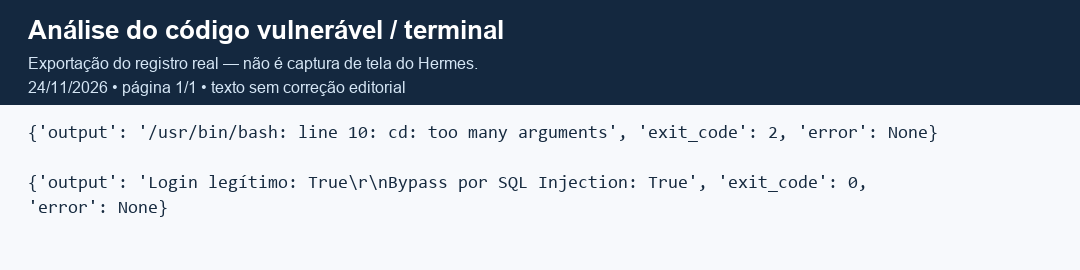 Análise do código vulnerável / terminal
Exportação do registro real — não é captura de tela do Hermes.
24/11/2026 • página 1/1 • texto sem correção editorial
{'output': '/usr/bin/bash: line 10: cd: too many arguments', 'exit_code': 2, 'error': None}
{'output': 'Login legítimo: True\r\nBypass por SQL Injection: True', 'exit_code': 0,
'error': None}